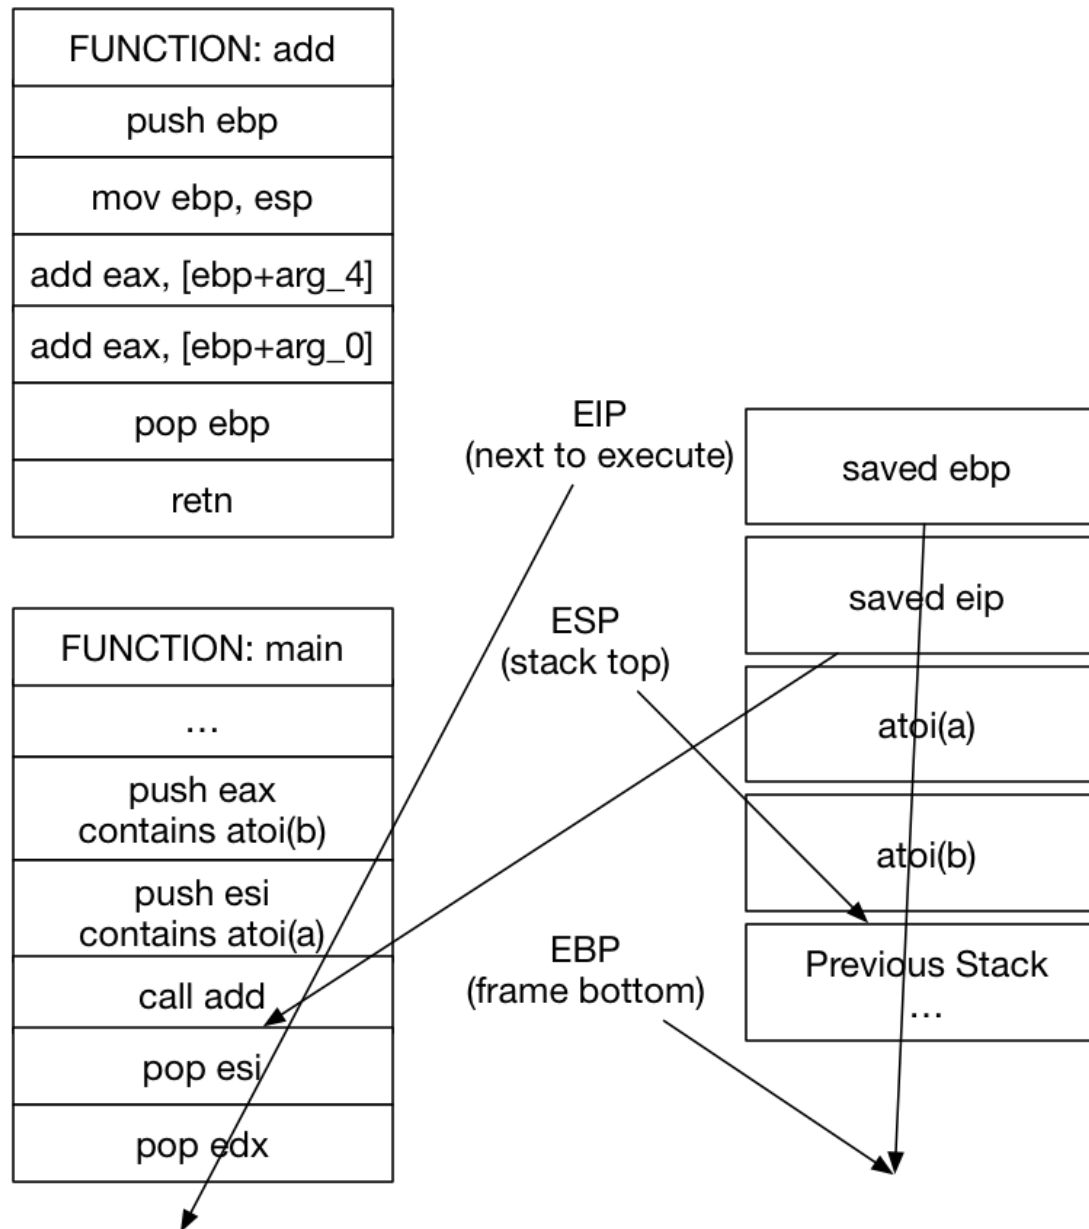 FUNCTION: add
push ebp
mov ebp, esp
add eax, [ebp+arg_4]
add eax, [ebp+arg_0]
pop ebp
retn
FUNCTION: main
...
push eax
contains atoi(b)
push esi
contains atoi(a)
call add
pop esi
pop edx
EIP
(next to execute)
ESP
(stack top)
EBP
(frame bottom)
saved ebp
saved eip
atoi(a)
atoi(b)
Previous Stack
...